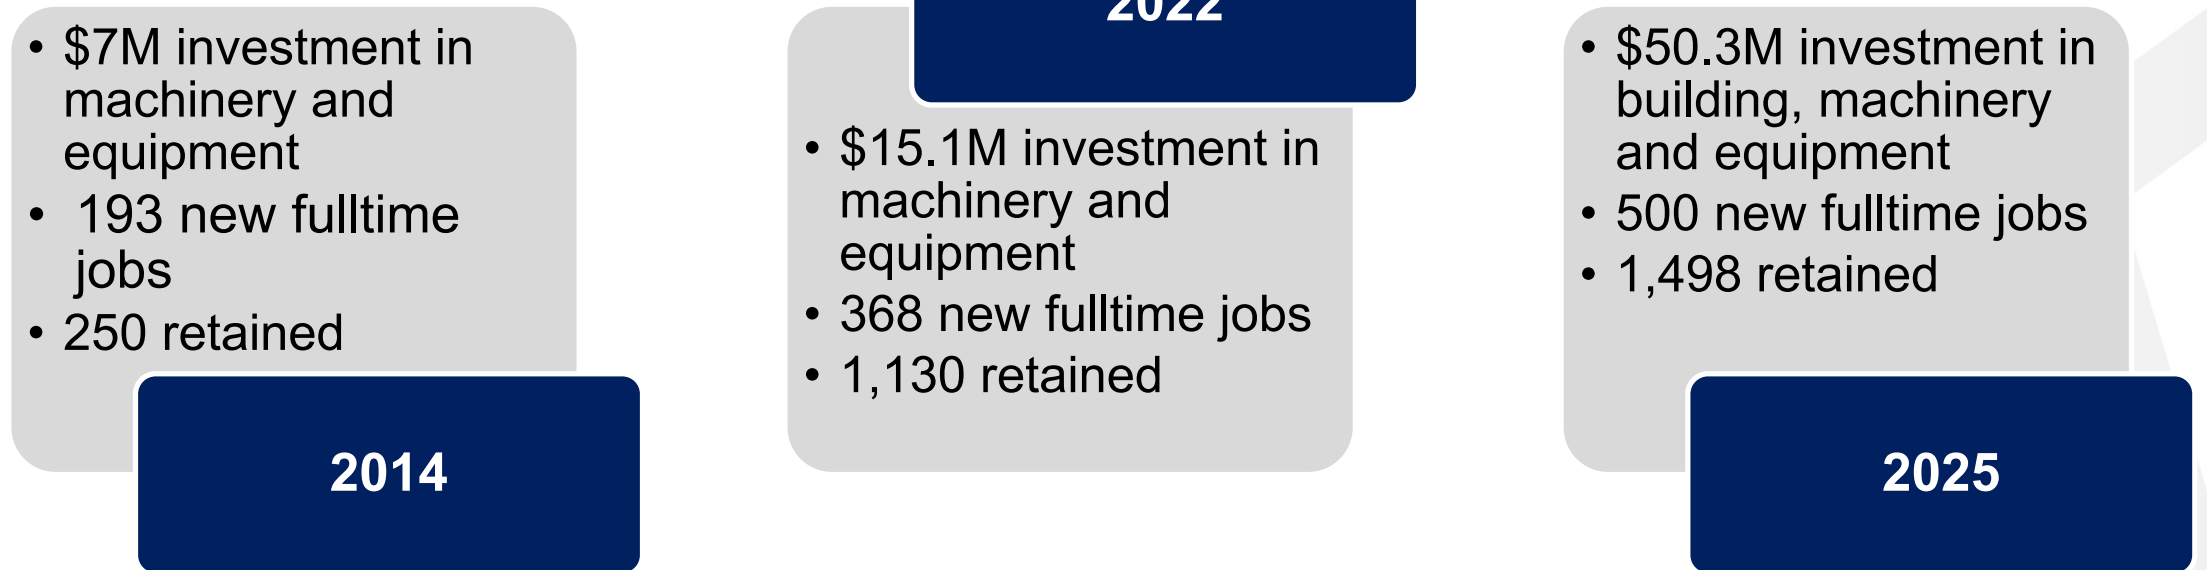 • $7M investment in
machinery and
equipment
• 193 new fulltime
jobs
• 250 retained
2014
2022
• $15.1M investment in
machinery and
equipment
• 368 new fulltime jobs
• 1,130 retained
• $50.3M investment in
building, machinery
and equipment
• 500 new fulltime jobs
• 1,498 retained
2025